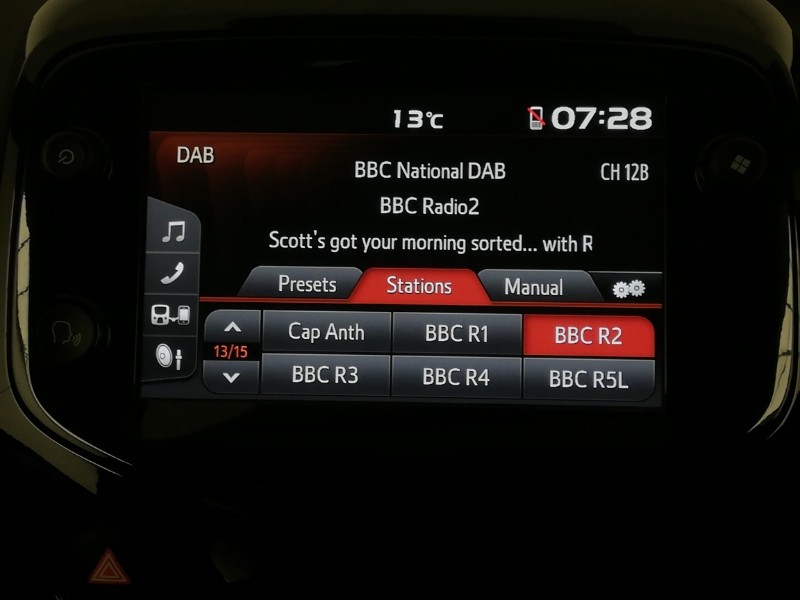 13°C 07:28
DAB
BBC National DAB CH 12B
BBC Radio2
Scott's got your morning sorted... with R
Presets Stations Manual
Cap Anth BBC R1 BBC R2
13/15
BBC R3 BBC R4 BBC R5L